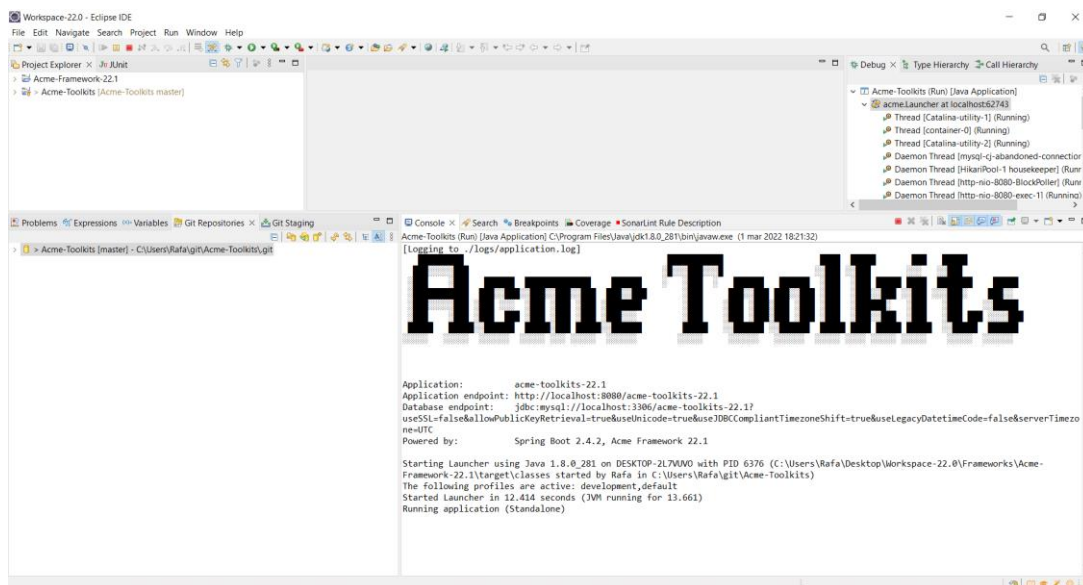 Workspace-22.0 - Eclipse IDE
File Edit Navigate Search Project Run Window Help
Project Explorer Ju JUnit
Acme-Framework-22.1
> Acme-Toolkits [Acme-Toolkits master]
Debug Type Hierarchy Call Hierarchy
Acme-Toolkits (Run) [Java Application]
acme.Launcher at localhost:62743
Thread [Catalina-utility-1] (Running)
Thread [container-0] (Running)
Thread [Catalina-utility-2] (Running)
Daemon Thread [mysql-cj-abandoned-connection
Daemon Thread [HikariPool-1 housekeeper] (Runn
Daemon Thread [http-nio-8080-BlockPoller] (Runn
Daemon Thread [http-nio-8080-exec-1] (Running)
Problems Expressions Variables Git Repositories Git Staging
> Acme-Toolkits [master] - C:\Users\Rafa\git\Acme-Toolkits\.git
Console Search Breakpoints Coverage SonarLint Rule Description
Acme-Toolkits (Run) [Java Application] C:\Program Files\Java\jdk1.8.0_281\bin\javaw.exe (1 mar 2022 18:21:32)
[Logging to ./logs/application.log]
Acme Toolkits
Application: acme-toolkits-22.1
Application endpoint: http://localhost:8080/acme-toolkits-22.1
Database endpoint: jdbc:mysql://localhost:3306/acme-toolkits-22.1?
useSSL=false&allowPublicKeyRetrieval=true&useUnicode=true&useJDBCCompliantTimezoneShift=true&useLegacyDatetimeCode=false&serverTimezo
ne=UTC
Powered by: Spring Boot 2.4.2, Acme Framework 22.1
Starting Launcher using Java 1.8.0_281 on DESKTOP-2L7VUVO with PID 6376 (C:\Users\Rafa\Desktop\Workspace-22.0\Frameworks\Acme-
Framework-22.1\target\classes started by Rafa in C:\Users\Rafa\git\Acme-Toolkits)
The following profiles are active: development,default
Started Launcher in 12.414 seconds (JVM running for 13.661)
Running application (Standalone)